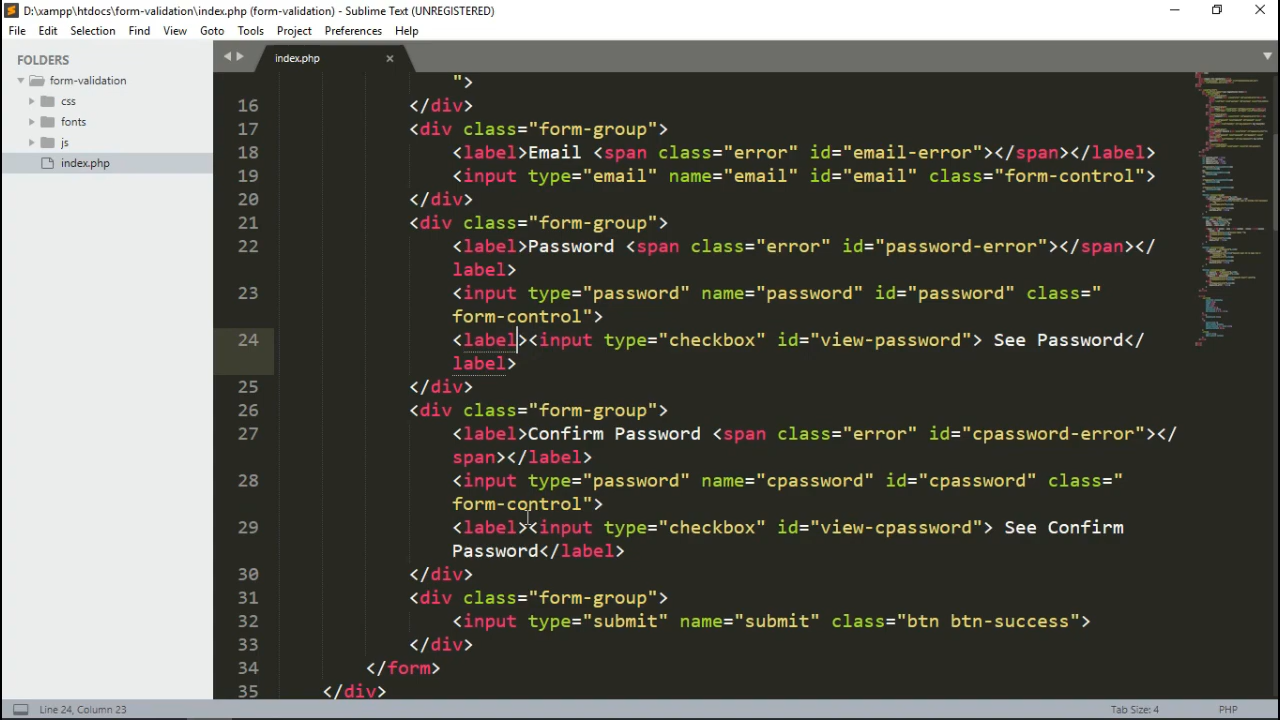 D:\xampp\htdocs\form-validation\index.php (form-validation) - Sublime Text (UNREGISTERED)
File Edit Selection Find View Goto Tools Project Preferences Help
FOLDERS
form-validation
css
fonts
js
index.php
index.php
">
16 </div>
17 <div class="form-group">
18 <label>Email <span class="error" id="email-error"></span></label>
19 <input type="email" name="email" id="email" class="form-control">
20 </div>
21 <div class="form-group">
22 <label>Password <span class="error" id="password-error"></span></
label>
23 <input type="password" name="password" id="password" class="
form-control">
24 <label><input type="checkbox" id="view-password"> See Password</
label>
25 </div>
26 <div class="form-group">
27 <label>Confirm Password <span class="error" id="cpassword-error"></
span></label>
28 <input type="password" name="cpassword" id="cpassword" class="
form-control">
29 <label><input type="checkbox" id="view-cpassword"> See Confirm
Password</label>
30 </div>
31 <div class="form-group">
32 <input type="submit" name="submit" class="btn btn-success">
33 </div>
34 </form>
35 </div>
Line 24, Column 23
Tab Size: 4
PHP